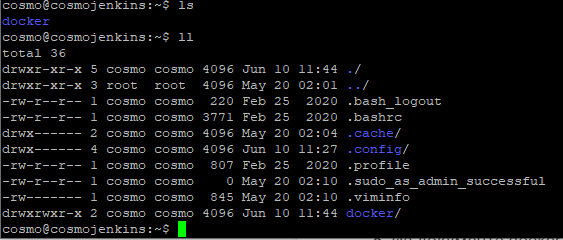 cosmo@cosmojenkins:~$ ls
docker
cosmo@cosmojenkins:~$ ll
total 36
drwxr-xr-x 5 cosmo cosmo 4096 Jun 10 11:44 ./
drwxr-xr-x 3 root  root  4096 May 20 02:01 ../
-rw-r--r-- 1 cosmo cosmo  220 Feb 25  2020 .bash_logout
-rw-r--r-- 1 cosmo cosmo 3771 Feb 25  2020 .bashrc
drwx------ 2 cosmo cosmo 4096 May 20 02:04 .cache/
drwx------ 4 cosmo cosmo 4096 Jun 10 11:27 .config/
-rw-r--r-- 1 cosmo cosmo  807 Feb 25  2020 .profile
-rw-r--r-- 1 cosmo cosmo    0 May 20 02:10 .sudo_as_admin_successful
-rw------- 1 cosmo cosmo  845 May 20 02:10 .viminfo
drwxrwxr-x 2 cosmo cosmo 4096 Jun 10 11:44 docker/
cosmo@cosmojenkins:~$